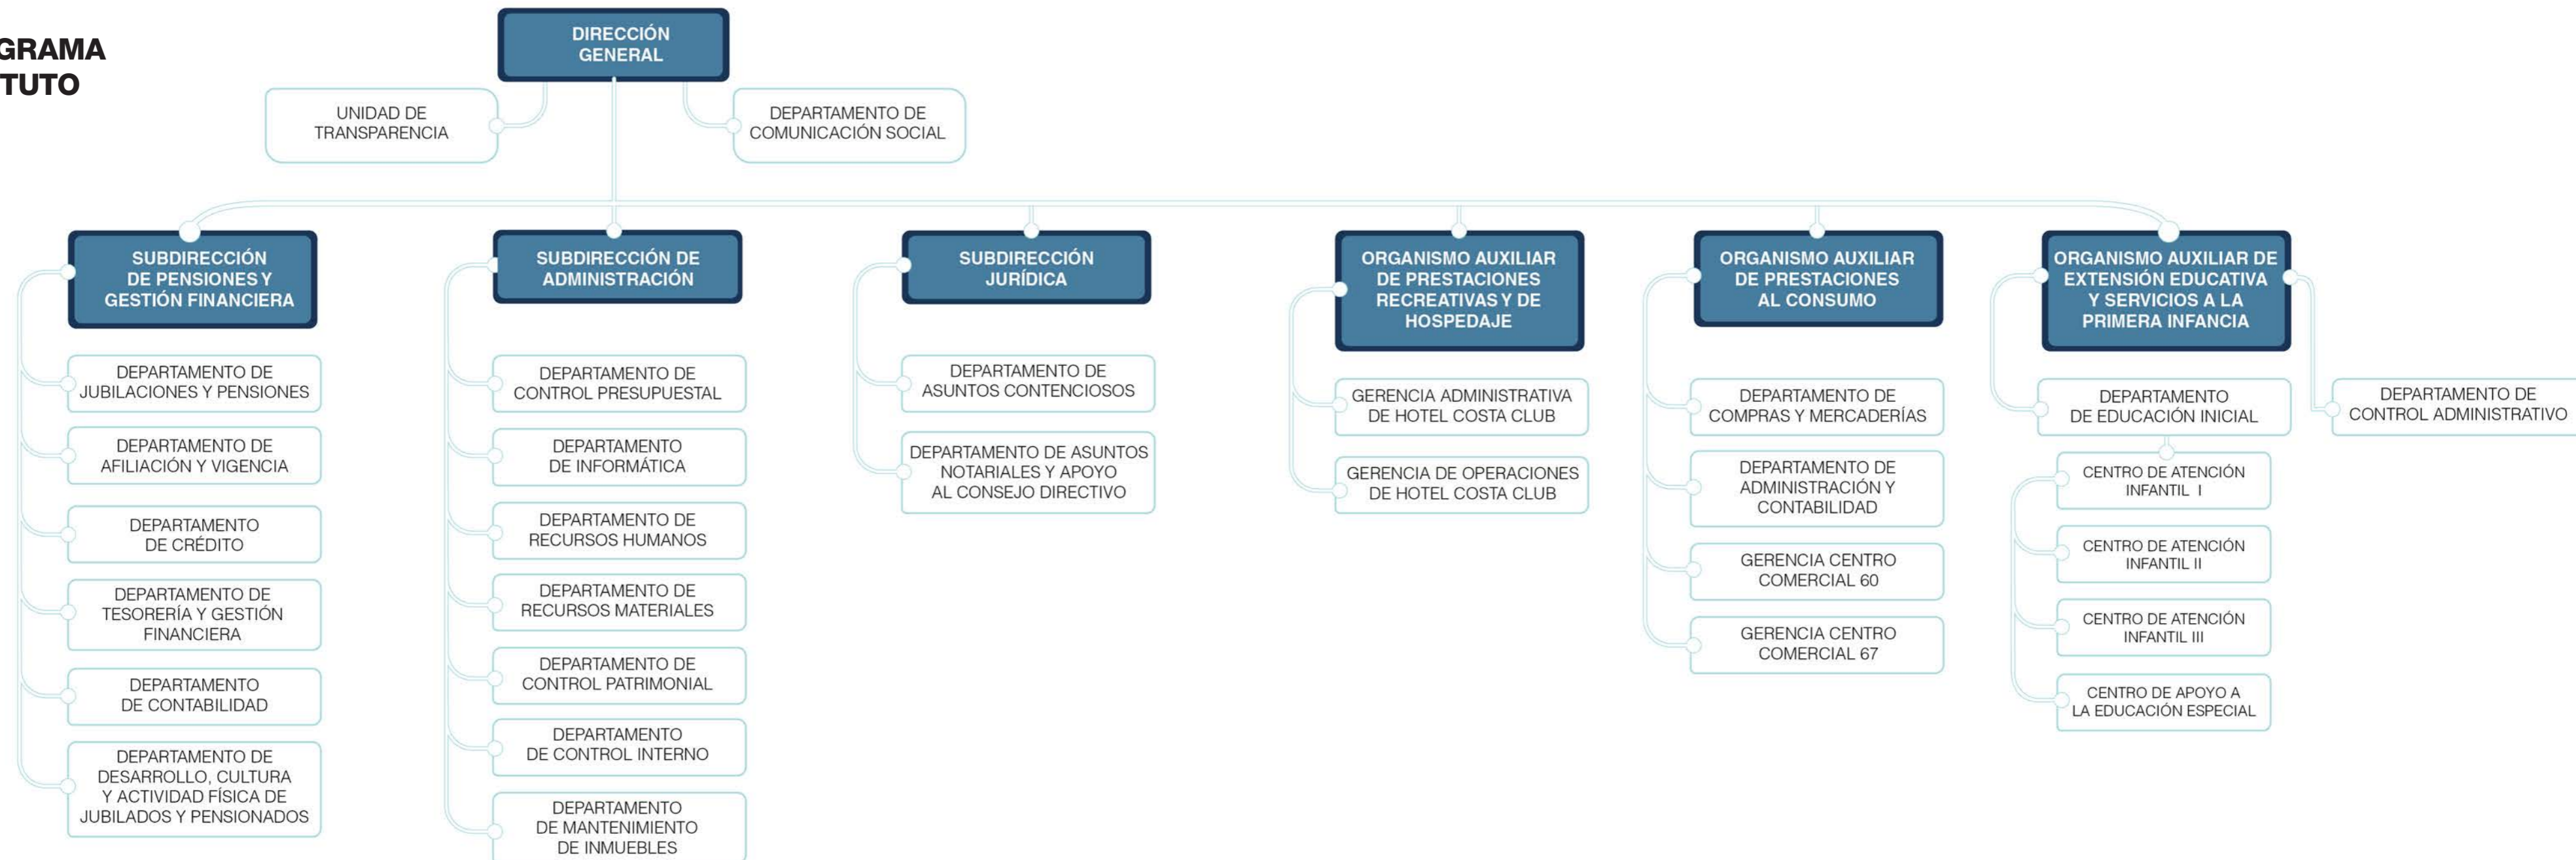 GRAMA
TUTO
DIRECCIÓN
GENERAL
UNIDAD DE
TRANSPARENCIA
DEPARTAMENTO DE
COMUNICACIÓN SOCIAL
SUBDIRECCIÓN
DE PENSIONES Y
GESTIÓN FINANCIERA
DEPARTAMENTO DE
JUBILACIONES Y PENSIONES
DEPARTAMENTO DE
AFILIACIÓN Y VIGENCIA
DEPARTAMENTO
DE CRÉDITO
DEPARTAMENTO DE
TESORERÍA Y GESTIÓN
FINANCIERA
DEPARTAMENTO
DE CONTABILIDAD
DEPARTAMENTO DE
DESARROLLO, CULTURA
Y ACTIVIDAD FÍSICA DE
JUBILADOS Y PENSIONADOS
SUBDIRECCIÓN DE
ADMINISTRACIÓN
DEPARTAMENTO DE
CONTROL PRESUPUESTAL
DEPARTAMENTO
DE INFORMÁTICA
DEPARTAMENTO DE
RECURSOS HUMANOS
DEPARTAMENTO DE
RECURSOS MATERIALES
DEPARTAMENTO DE
CONTROL PATRIMONIAL
DEPARTAMENTO
DE CONTROL INTERNO
DEPARTAMENTO
DE MANTENIMIENTO
DE INMUEBLES
SUBDIRECCIÓN
JURÍDICA
DEPARTAMENTO DE
ASUNTOS CONTENCIOSOS
DEPARTAMENTO DE ASUNTOS
NOTARIALES Y APOYO
AL CONSEJO DIRECTIVO
ORGANISMO AUXILIAR
DE PRESTACIONES
RECREATIVAS Y DE
HOSPEDAJE
GERENCIA ADMINISTRATIVA
DE HOTEL COSTA CLUB
GERENCIA DE OPERACIONES
DE HOTEL COSTA CLUB
ORGANISMO AUXILIAR
DE PRESTACIONES
AL CONSUMO
DEPARTAMENTO DE
COMPRAS Y MERCADERÍAS
DEPARTAMENTO DE
ADMINISTRACIÓN Y
CONTABILIDAD
GERENCIA CENTRO
COMERCIAL 60
GERENCIA CENTRO
COMERCIAL 67
ORGANISMO AUXILIAR DE
EXTENSIÓN EDUCATIVA
Y SERVICIOS A LA
PRIMERA INFANCIA
DEPARTAMENTO
DE EDUCACIÓN INICIAL
CENTRO DE ATENCIÓN
INFANTIL I
CENTRO DE ATENCIÓN
INFANTIL II
CENTRO DE ATENCIÓN
INFANTIL III
CENTRO DE APOYO A
LA EDUCACIÓN ESPECIAL
DEPARTAMENTO DE
CONTROL ADMINISTRATIVO